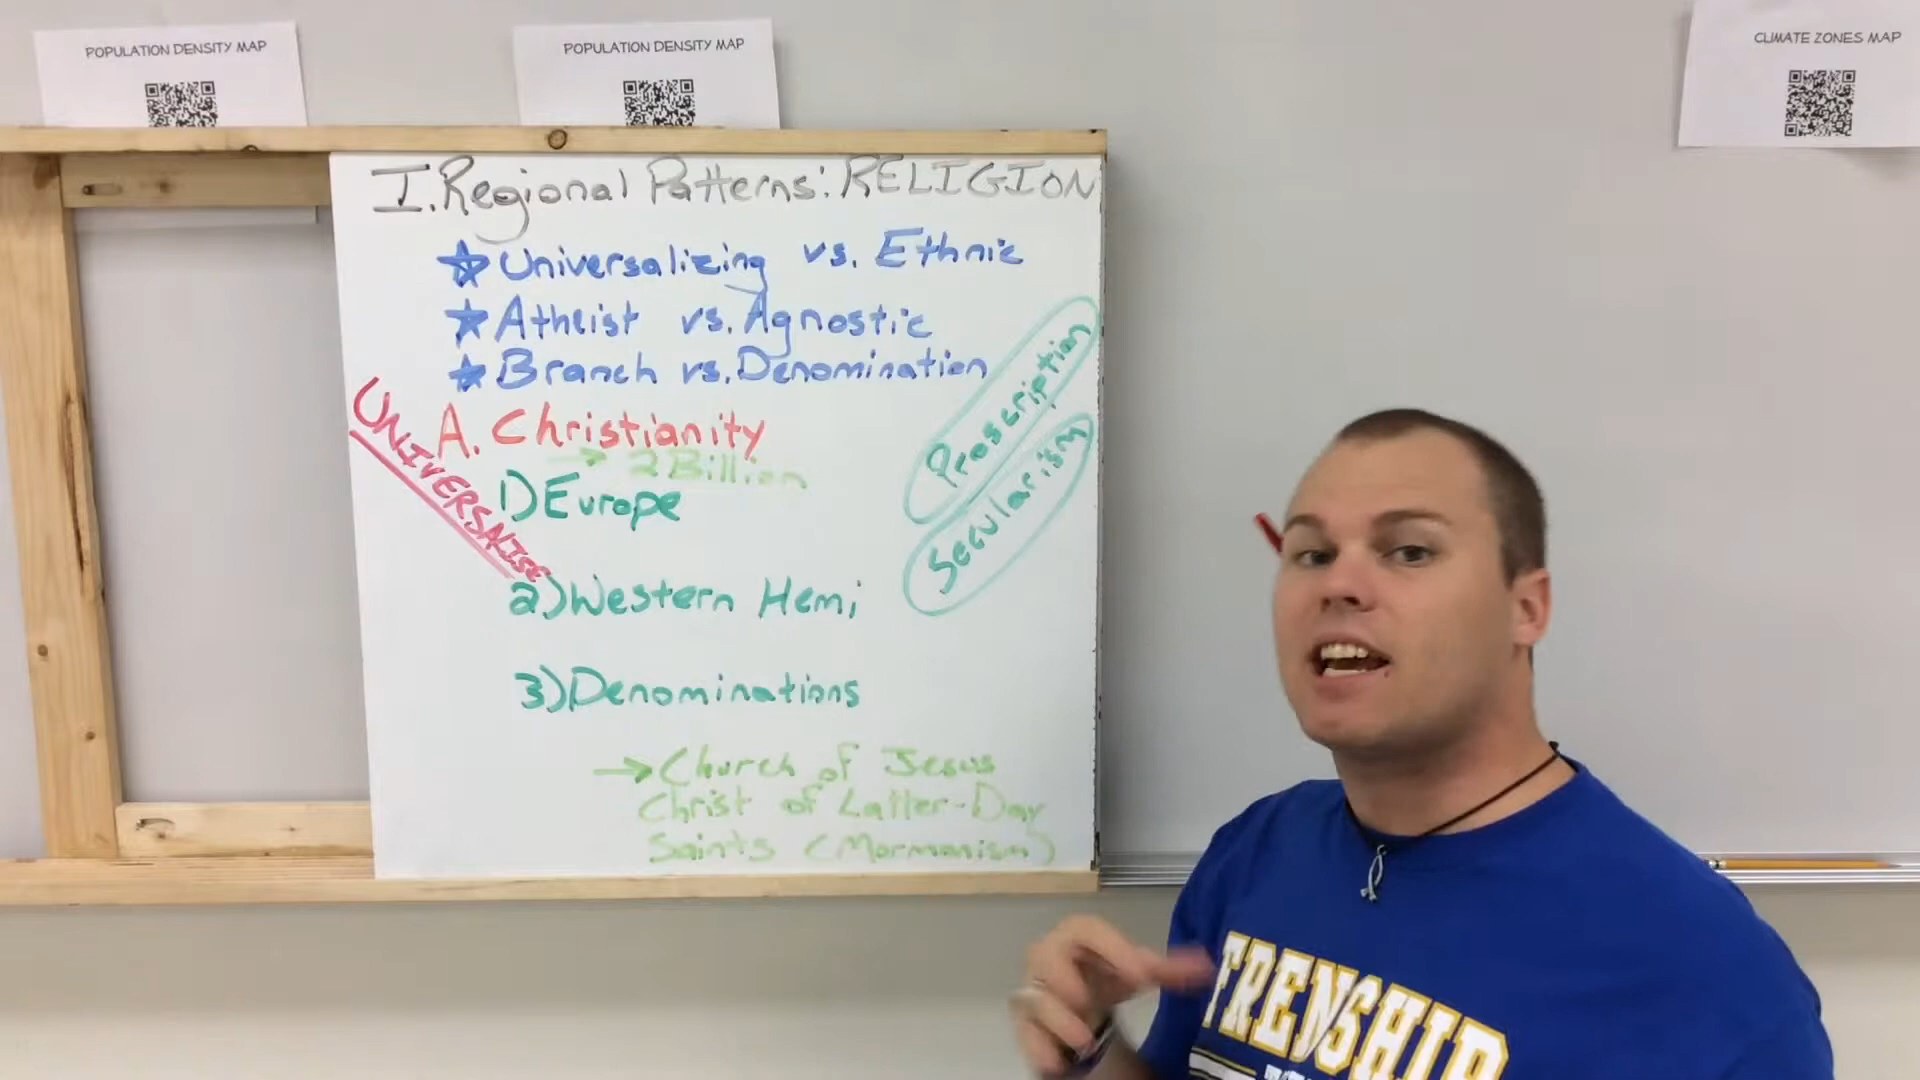 POPULATION DENSITY MAP
POPULATION DENSITY MAP
CLIMATE ZONES MAP
I. Regional Patterns: RELIGION
Universalizing vs. Ethnic
Atheist vs. Agnostic
Branch vs. Denomination
UNIVERSALISE
A. Christianity
→ 2 Billion
1) Europe
2) Western Hemi
3) Denominations
→ Church of Jesus
Christ of Latter-Day
Saints (Mormonism)
Proscription
Secularism
FRENSHIP